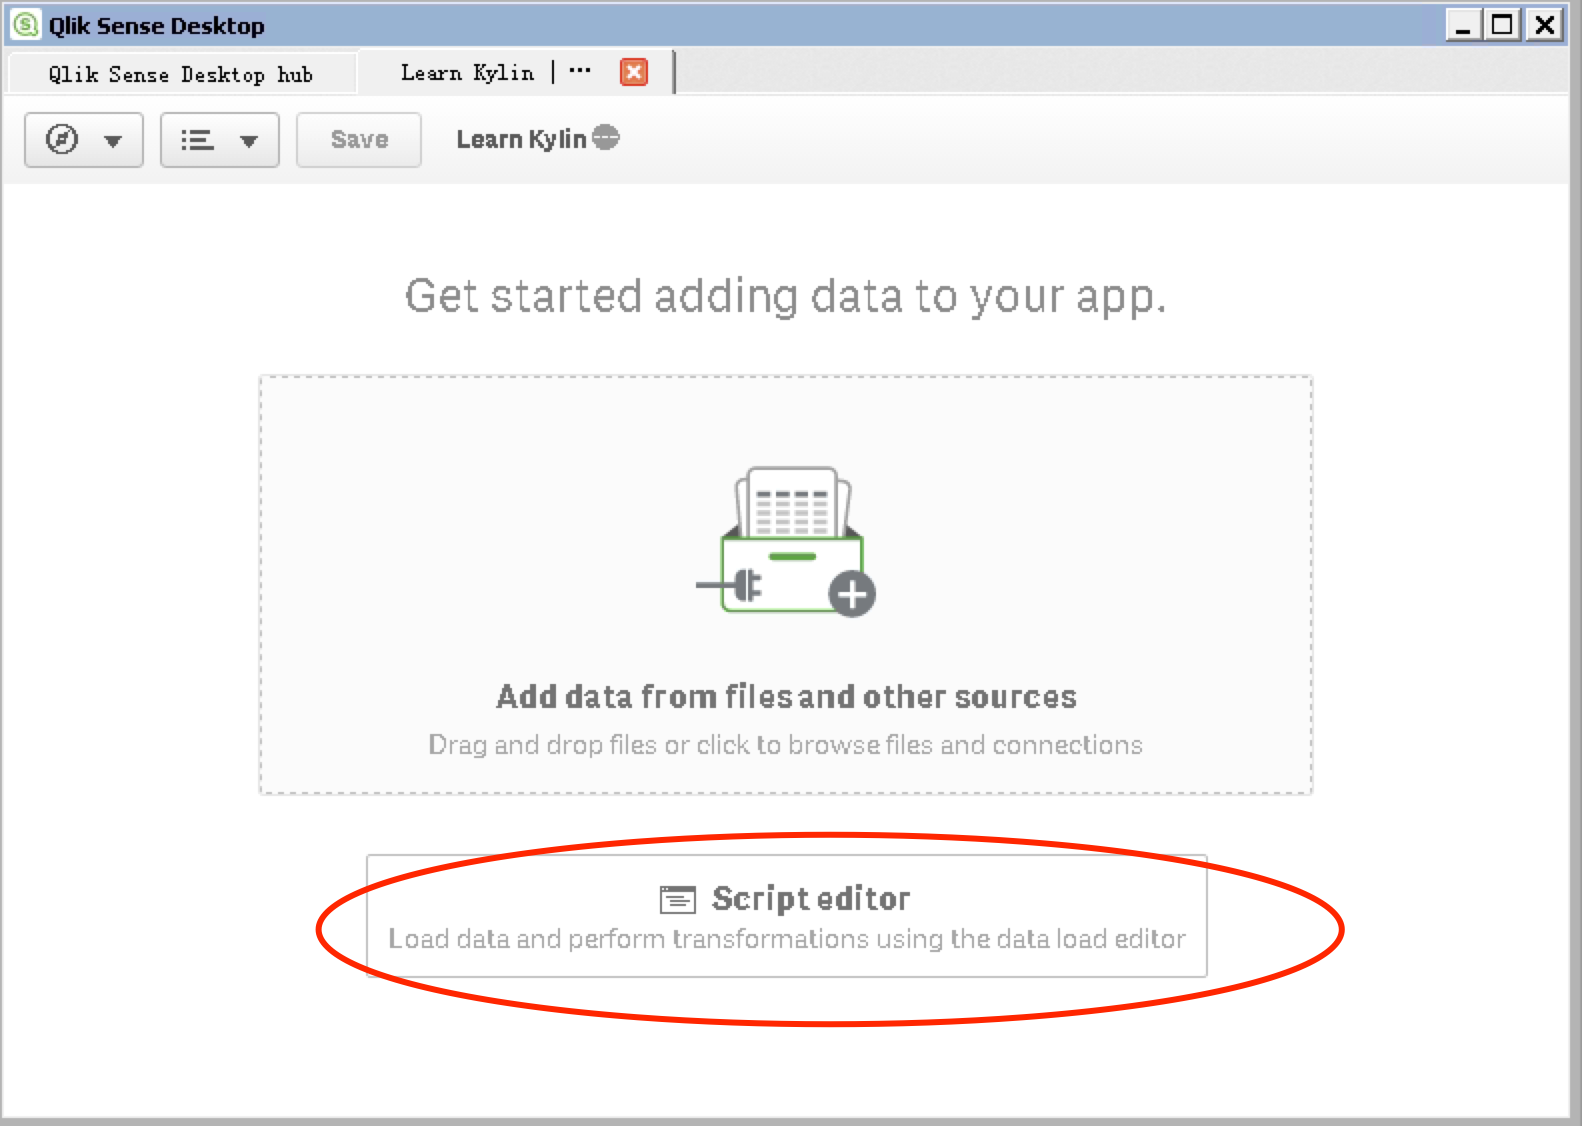 Qlik Sense Desktop
Qlik Sense Desktop hub
Learn Kylin | ···
Save
Learn Kylin
Get started adding data to your app.
Add data from files and other sources
Drag and drop files or click to browse files and connections
Script editor
Load data and perform transformations using the data load editor